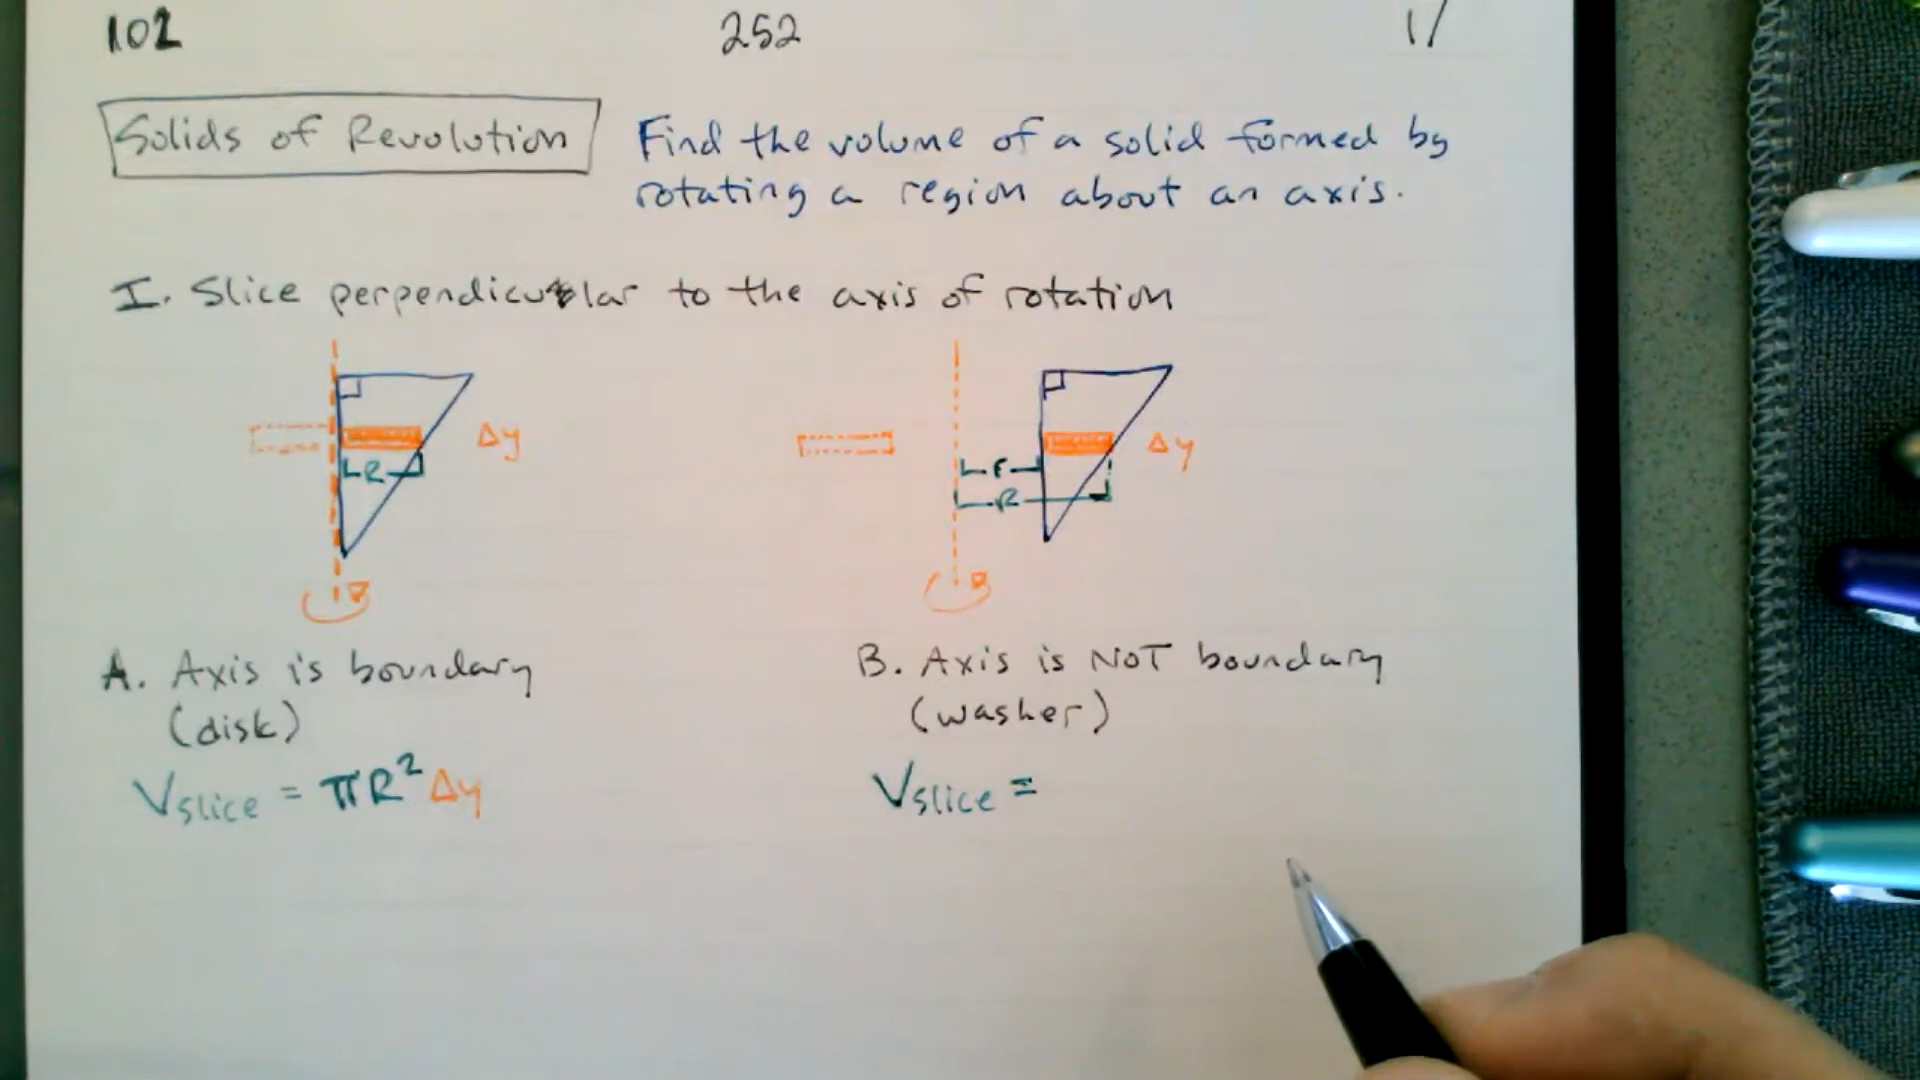 102 252 1/
Solids of Revolution
Find the volume of a solid formed by
rotating a region about an axis.
I. Slice perpendicular to the axis of rotation
Δy
R
Δy
r
R
A. Axis is boundary
(disk)
Vslice = πR² Δy
B. Axis is NOT boundary
(washer)
Vslice =